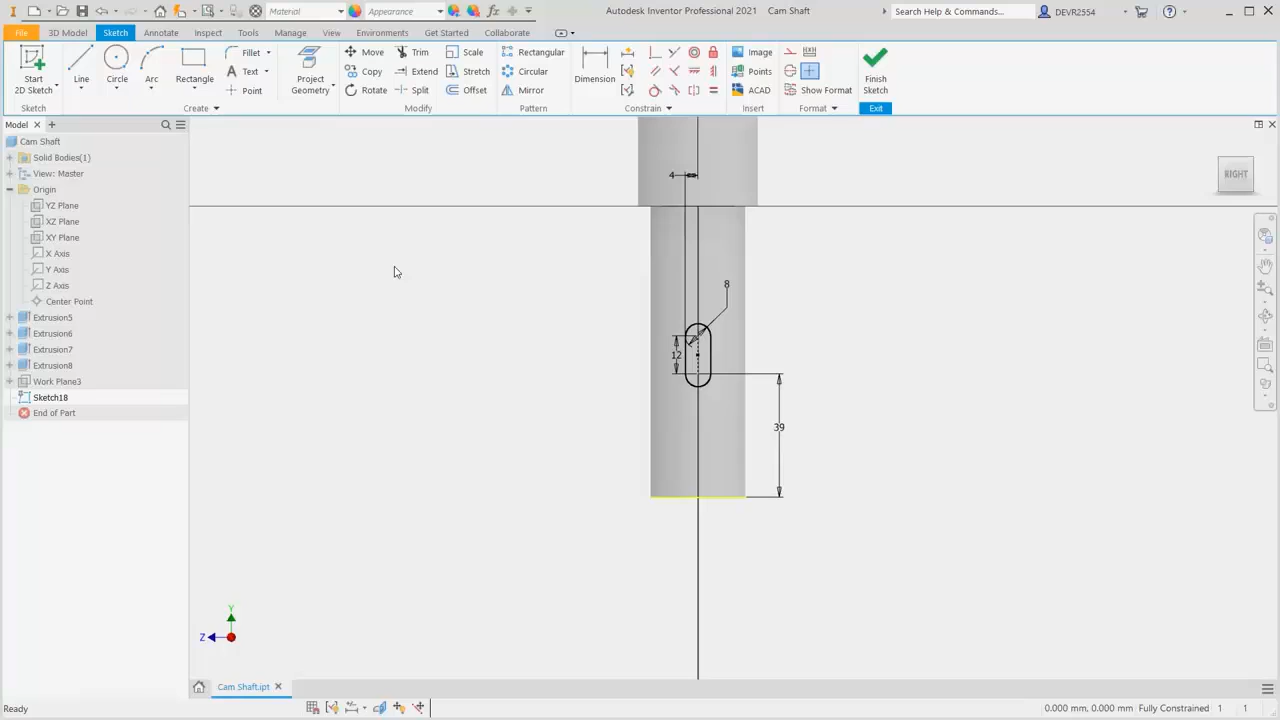 Material
Appearance
Autodesk Inventor Professional 2021 Cam Shaft
Search Help & Commands...
DEVR2554
File 3D Model Sketch Annotate Inspect Tools Manage View Environments Get Started Collaborate
Start
2D Sketch
Line
Circle
Arc
Rectangle
Fillet
Text
Point
Project
Geometry
Move
Copy
Rotate
Trim
Extend
Split
Scale
Stretch
Offset
Rectangular
Circular
Mirror
Dimension
Image
Points
ACAD
Show Format
Finish
Sketch
Sketch
Create
Modify
Pattern
Constrain
Insert
Format
Exit
Model
Cam Shaft
Solid Bodies(1)
View: Master
Origin
YZ Plane
XZ Plane
XY Plane
X Axis
Y Axis
Z Axis
Center Point
Extrusion5
Extrusion6
Extrusion7
Extrusion8
Work Plane3
Sketch18
End of Part
4
8
12
39
RIGHT
Y
Z
Cam Shaft.ipt
Ready
0.000 mm, 0.000 mm Fully Constrained 1 1